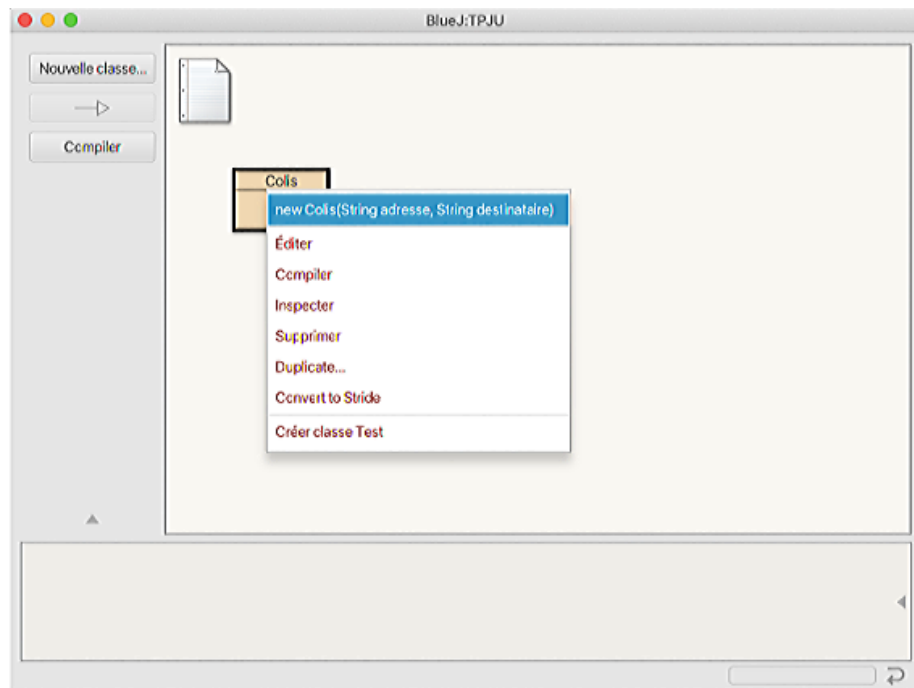 BlueJ:TPJU
Nouvelle classe...
Compiler
Colis
new Colis(String adresse, String destinataire)
Éditer
Compiler
Inspecter
Supprimer
Duplicate...
Convert to Stride
Créer classe Test